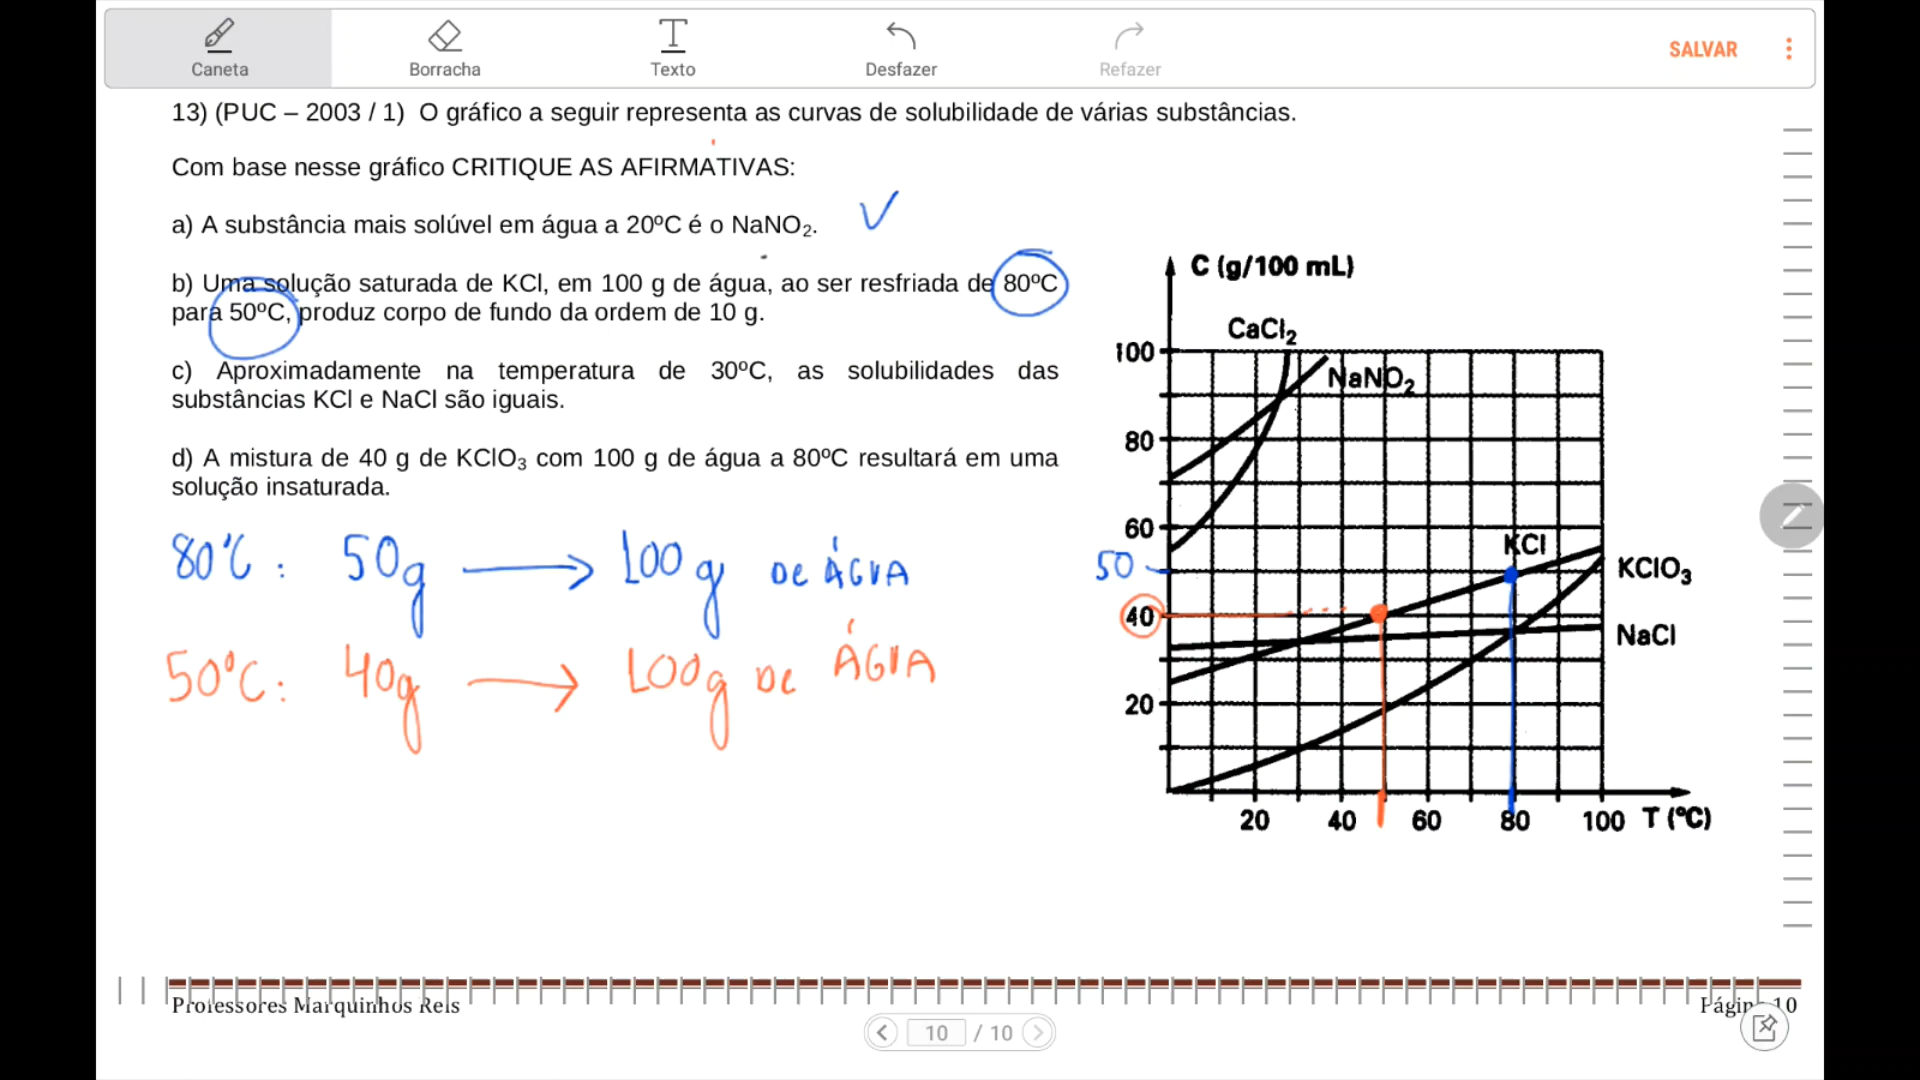 Caneta
Borracha
Texto
Desfazer
Refazer
SALVAR
13) (PUC – 2003 / 1) O gráfico a seguir representa as curvas de solubilidade de várias substâncias.
Com base nesse gráfico CRITIQUE AS AFIRMATIVAS:
a) A substância mais solúvel em água a 20ºC é o NaNO₂.
b) Uma solução saturada de KCl, em 100 g de água, ao ser resfriada de 80ºC
para 50ºC, produz corpo de fundo da ordem de 10 g.
c) Aproximadamente na temperatura de 30ºC, as solubilidades das
substâncias KCl e NaCl são iguais.
d) A mistura de 40 g de KClO₃ com 100 g de água a 80ºC resultará em uma
solução insaturada.
80°C : 50g → 100g DE ÁGUA
50°C : 40g → 100g DE ÁGUA
C (g/100 mL)
CaCl₂
100
NaNO₂
80
60
KCl
50
KClO₃
40
NaCl
20
20 40 60 80 100 T (ºC)
Professores Marquinhos Reis
Página 10
10 / 10